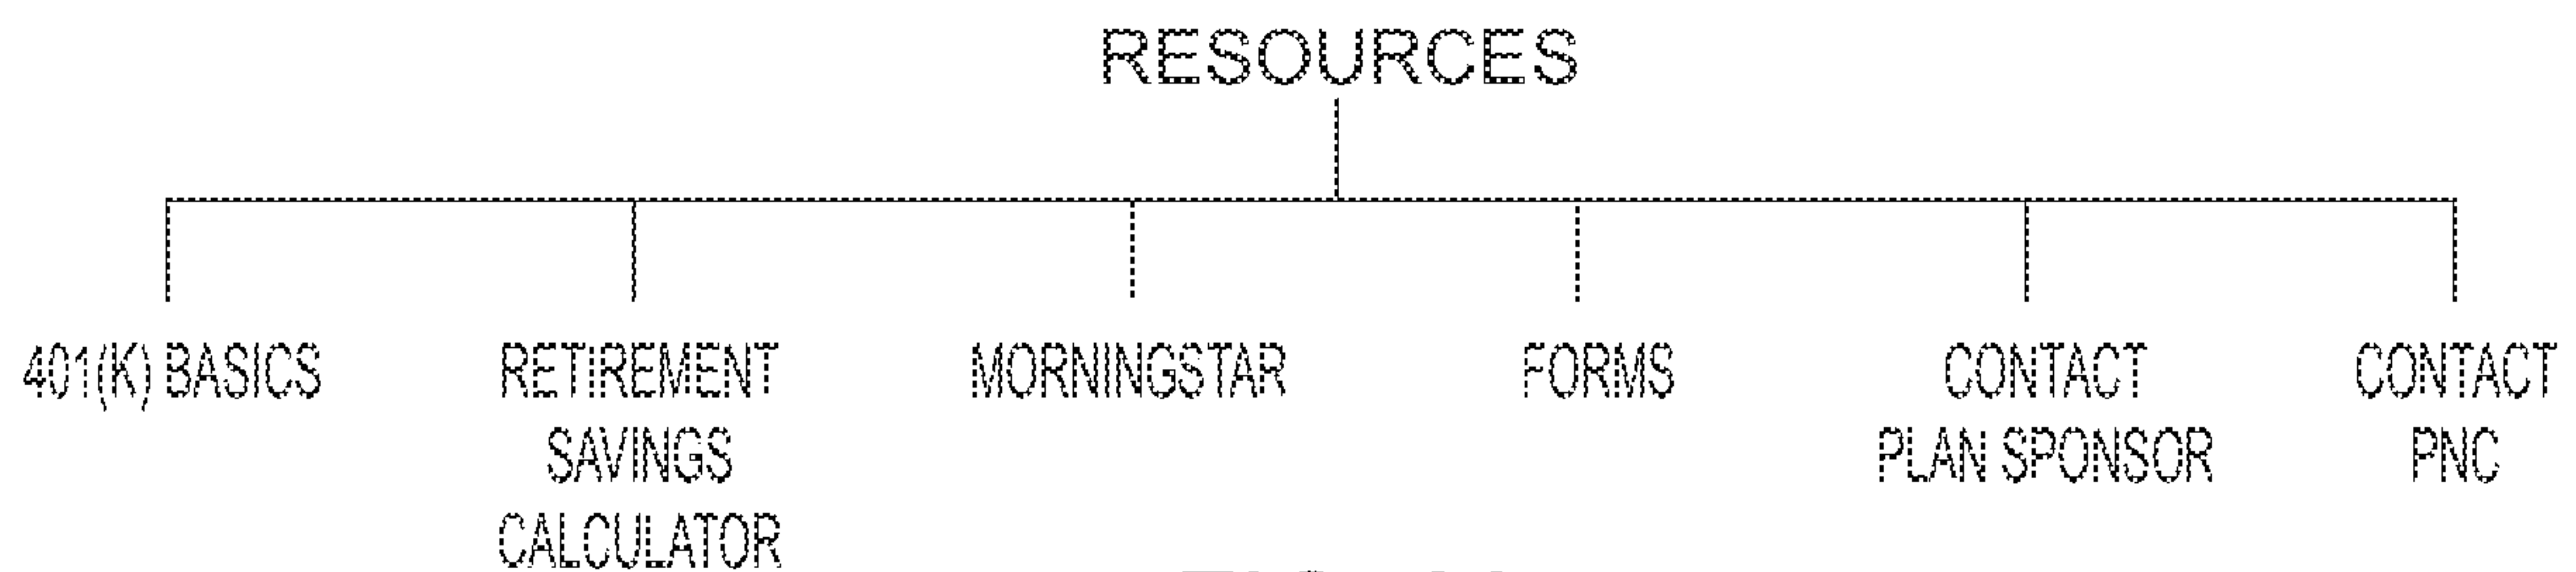 RESOURCES
401(K) BASICS
RETIREMENT
SAVINGS
CALCULATOR
MORNINGSTAR
FORMS
CONTACT
PLAN SPONSOR
CONTACT
PNC